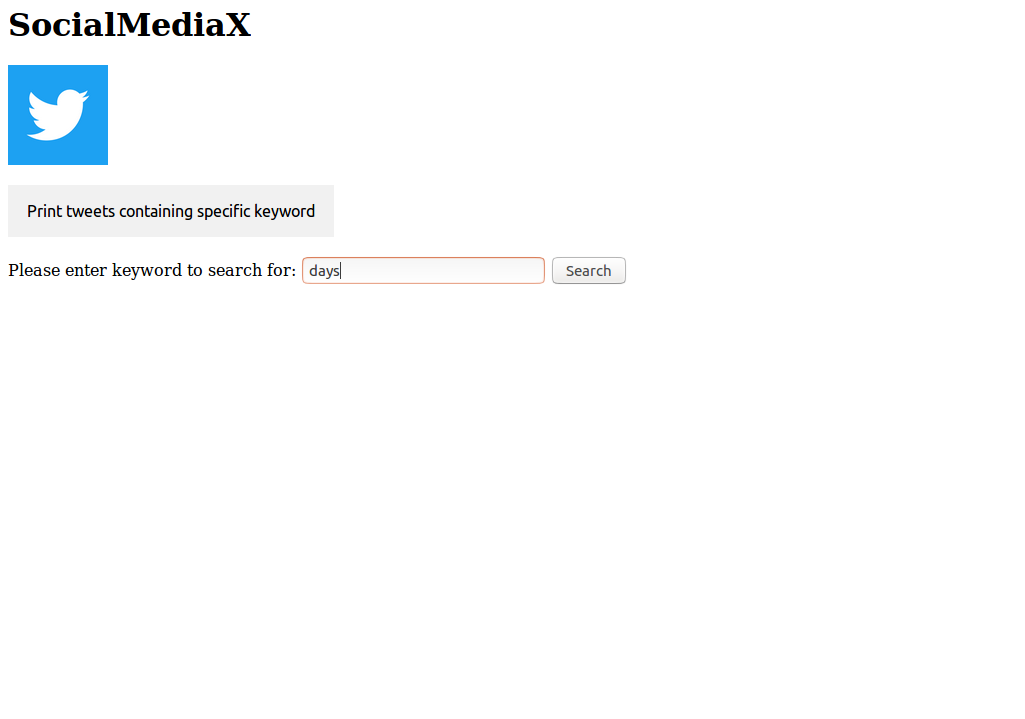 SocialMediaX
Print tweets containing specific keyword
Please enter keyword to search for: days Search